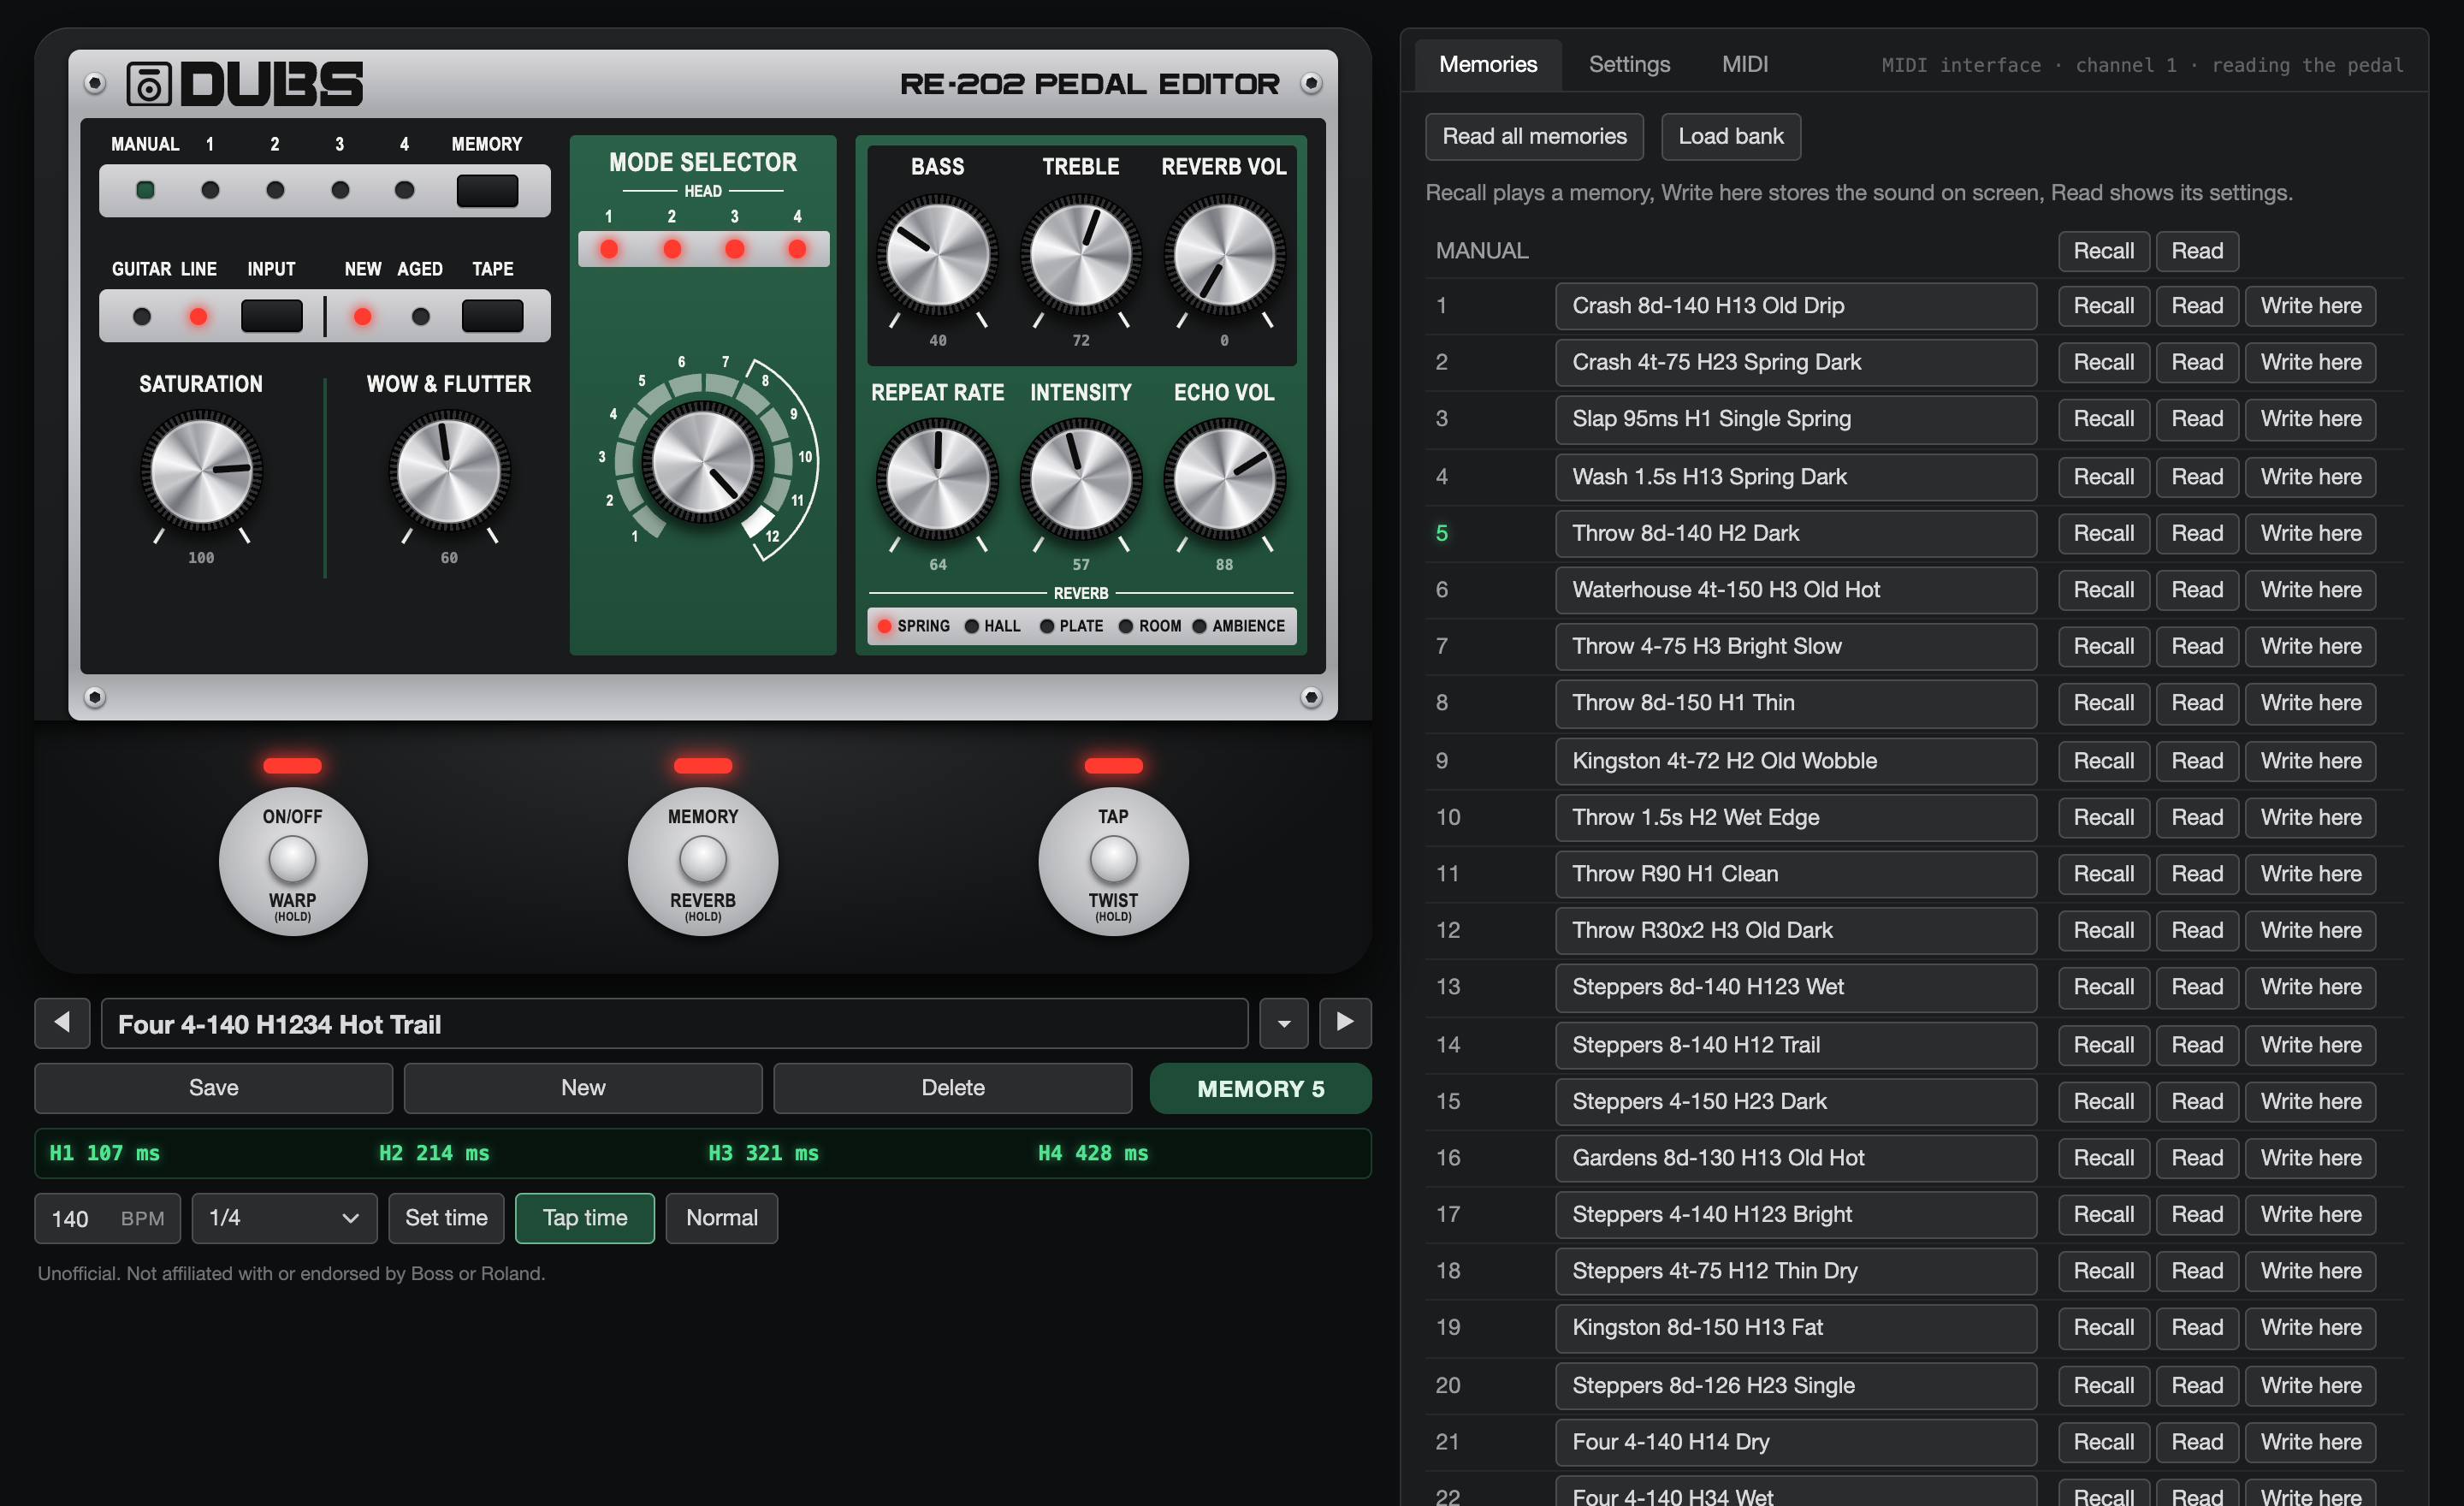 DUBS
RE-202 PEDAL EDITOR
MANUAL 1 2 3 4 MEMORY
GUITAR LINE INPUT NEW AGED TAPE
SATURATION WOW & FLUTTER
100 60
MODE SELECTOR
HEAD
1 2 3 4
1 2 3 4 5 6 7 8 9 10 11 12
BASS TREBLE REVERB VOL
40 72 0
REPEAT RATE INTENSITY ECHO VOL
64 57 88
REVERB
SPRING HALL PLATE ROOM AMBIENCE
ON/OFF MEMORY TAP
WARP REVERB TWIST
(HOLD) (HOLD) (HOLD)
Four 4-140 H1234 Hot Trail
Save New Delete MEMORY 5
H1 107 ms H2 214 ms H3 321 ms H4 428 ms
140 BPM 1/4 Set time Tap time Normal
Unofficial. Not affiliated with or endorsed by Boss or Roland.
Memories Settings MIDI MIDI interface · channel 1 · reading the pedal
Read all memories Load bank
Recall plays a memory, Write here stores the sound on screen, Read shows its settings.
MANUAL Recall Read
1 Crash 8d-140 H13 Old Drip Recall Read Write here
2 Crash 4t-75 H23 Spring Dark Recall Read Write here
3 Slap 95ms H1 Single Spring Recall Read Write here
4 Wash 1.5s H13 Spring Dark Recall Read Write here
5 Throw 8d-140 H2 Dark Recall Read Write here
6 Waterhouse 4t-150 H3 Old Hot Recall Read Write here
7 Throw 4-75 H3 Bright Slow Recall Read Write here
8 Throw 8d-150 H1 Thin Recall Read Write here
9 Kingston 4t-72 H2 Old Wobble Recall Read Write here
10 Throw 1.5s H2 Wet Edge Recall Read Write here
11 Throw R90 H1 Clean Recall Read Write here
12 Throw R30x2 H3 Old Dark Recall Read Write here
13 Steppers 8d-140 H123 Wet Recall Read Write here
14 Steppers 8-140 H12 Trail Recall Read Write here
15 Steppers 4-150 H23 Dark Recall Read Write here
16 Gardens 8d-130 H13 Old Hot Recall Read Write here
17 Steppers 4-140 H123 Bright Recall Read Write here
18 Steppers 4t-75 H12 Thin Dry Recall Read Write here
19 Kingston 8d-150 H13 Fat Recall Read Write here
20 Steppers 8d-126 H23 Single Recall Read Write here
21 Four 4-140 H14 Dry Recall Read Write here
22 Four 4-140 H34 Wet Recall Read Write here